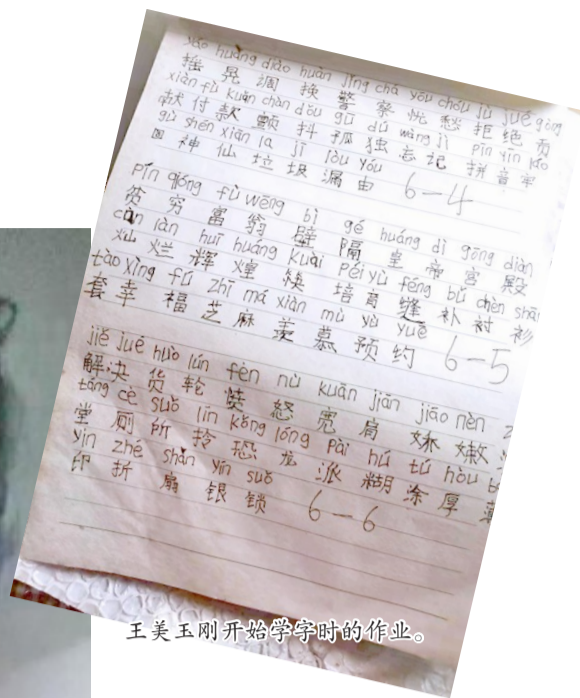 yáo huàng diào huàn jǐng chá yōu chóu jù jué gòng
摇晃调换警察忧愁拒绝贡
xiàn fù kuǎn chàn dǒu gū dú wàng jì pīn yīn láo
献付款颤抖孤独忘记拼音牢
gù shén xiān la jī lòu yóu
固神仙垃圾漏由 6—4
pín qióng fù wēng bì gé huáng dì gōng diàn
贫穷富翁壁隔皇帝宫殿
càn làn huī huáng kuài péi yù féng bǔ chèn shān
灿烂辉煌筷培育缝补衬衫
tào xìng fú zhī má xiàn mù yù yuē
套幸福芝麻羡慕预约 6—5
jiě jué huò lún fèn nù kuān jiān jiāo nèn
解决货轮愤怒宽肩嫩
táng cè suǒ līn kǒng lóng pài hú tú hòu
堂厕所拎恐龙派糊涂厚薄
yìn zhé shàn yín suǒ
印折扇银锁 6—6
王美玉刚开始学字时的作业。